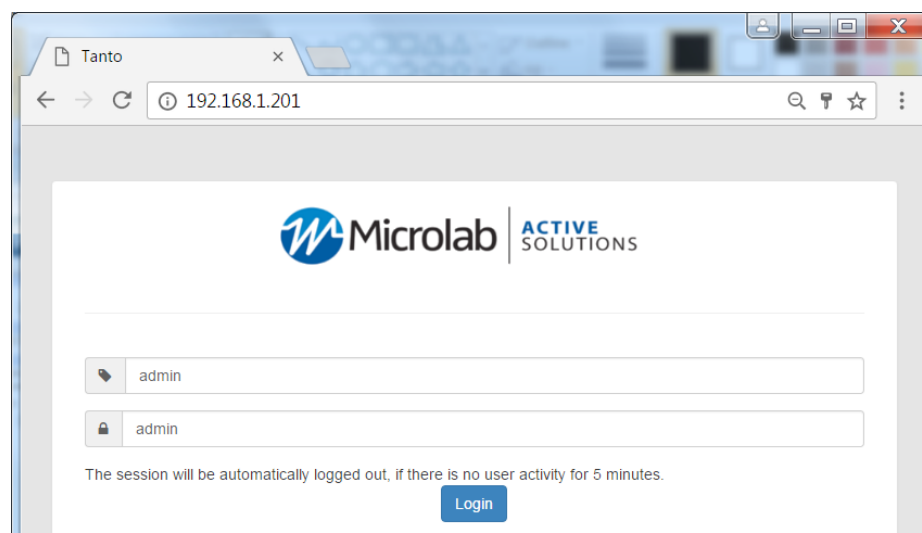 Tanto
192.168.1.201
Microlab ACTIVE
SOLUTIONS
admin
admin
The session will be automatically logged out, if there is no user activity for 5 minutes.
Login